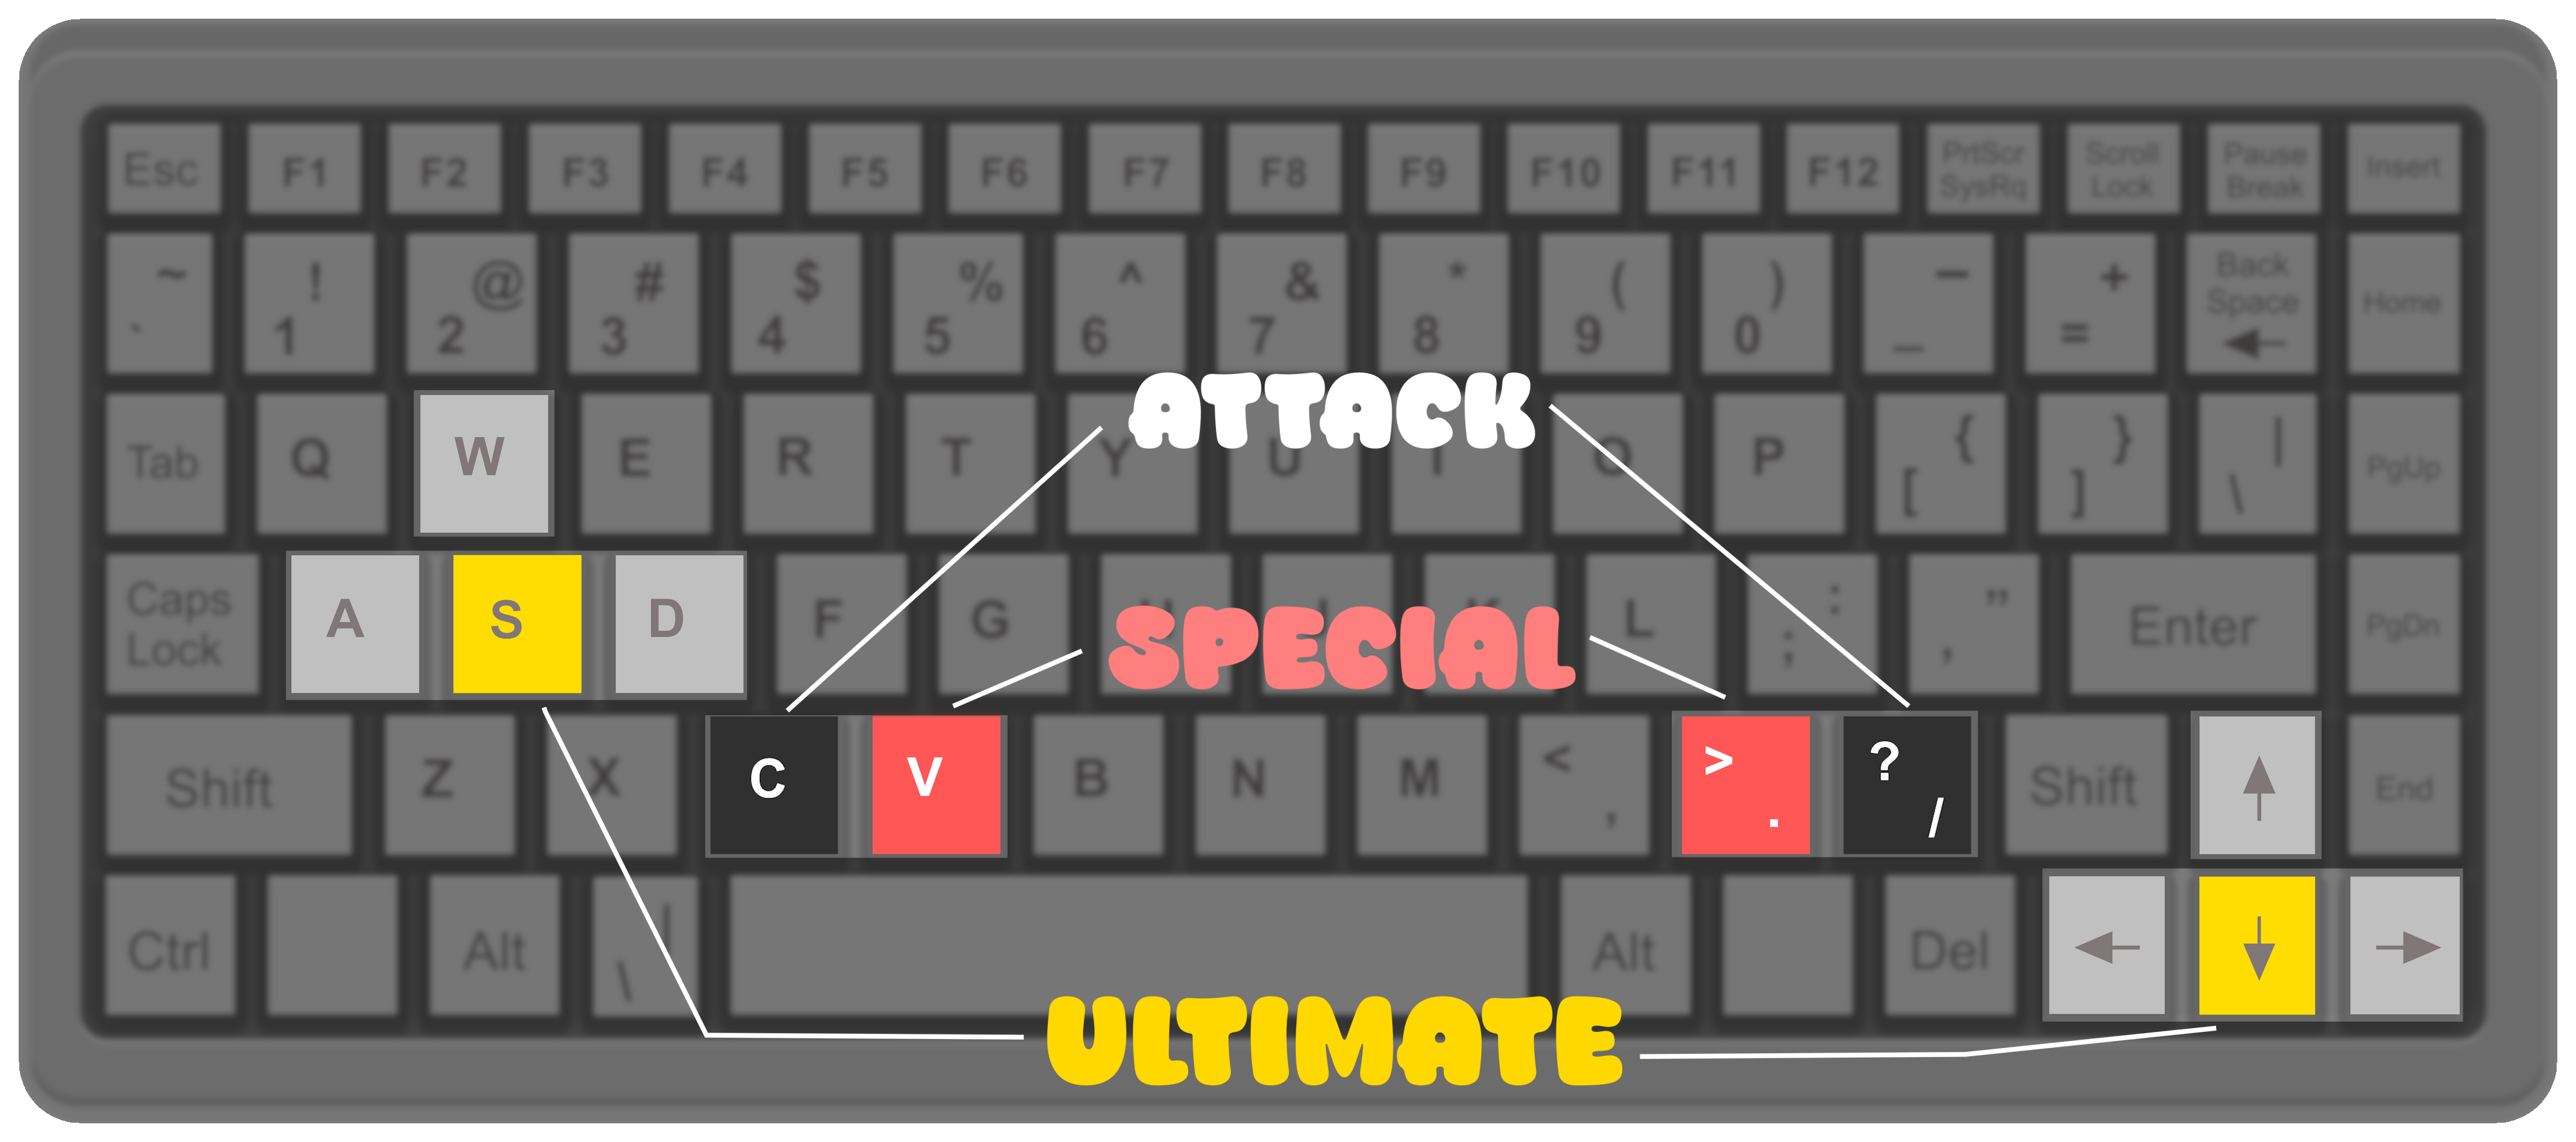 Esc F1 F2 F3 F4 F5 F6 F7 F8 F9 F10 F11 F12 PrtScr SysRq Scroll Lock Pause Break Insert
~ ` ! 1 @ 2 # 3 $ 4 % 5 ^ 6 & 7 * 8 ( 9 ) 0 – _ + = Back Space Home
ATTACK
Tab Q W E R T Y U I O P { [ } ] | \ PgUp
Caps Lock A S D F G K L : ; " , Enter PgDn
SPECIAL
Shift Z X C V B N M < , > . ? / Shift End
Ctrl Alt | \ Alt Del
ULTIMATE